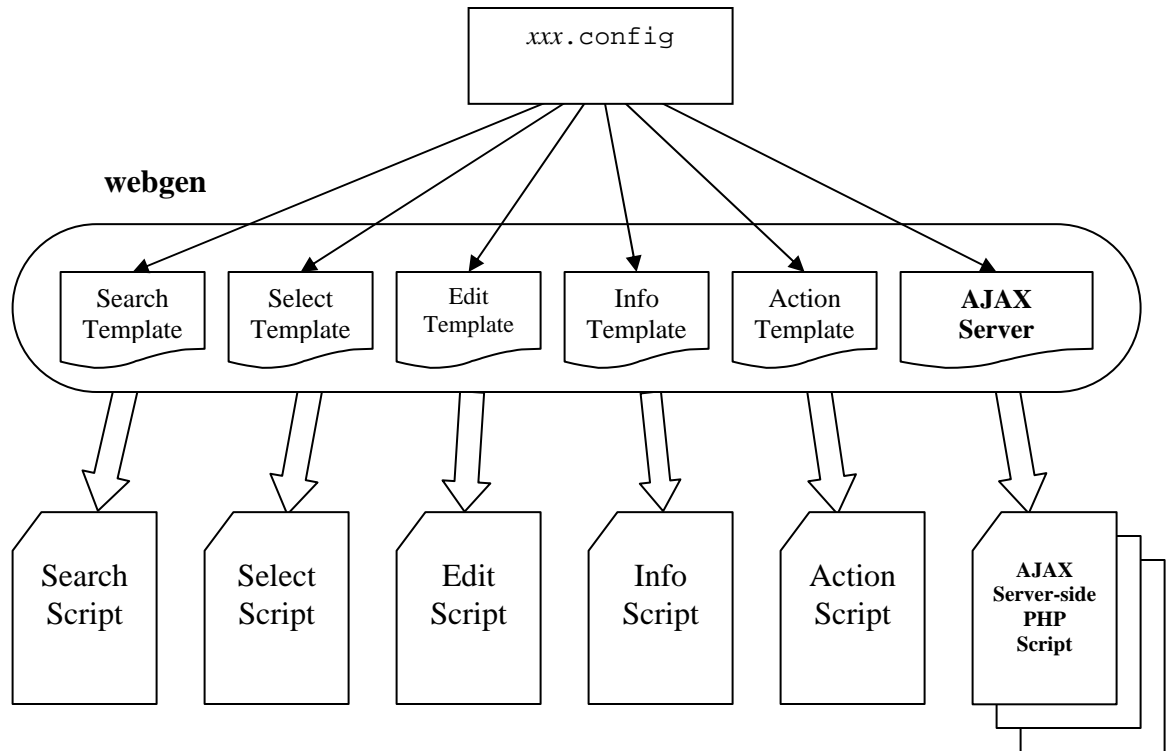 xxx.config
webgen
Search
Template
Select
Template
Edit
Template
Info
Template
Action
Template
AJAX
Server
Search
Script
Select
Script
Edit
Script
Info
Script
Action
Script
AJAX
Server-side
PHP
Script